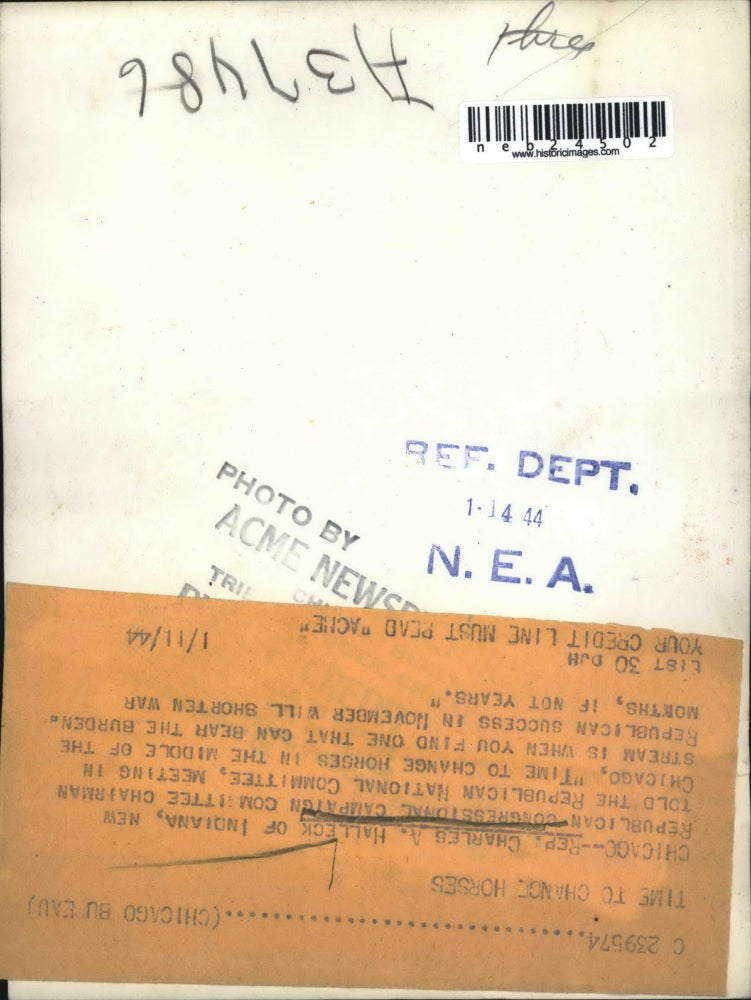 A37486
neb24502
www.historicimages.com
REF. DEPT.
1-14 44
N. E. A.
PHOTO BY
ACME NEWSP
C 239574..............................(CHICAGO BU EAU)
TIME TO CHANGE HORSES
CHICAGO--REP. CHARLES A. HALLECK OF INDIANA, NEW
REPUBLICAN CONGRESSIONAL CAMPAIGN COM ITTEE CHAIRMAN
TOLD THE REPUBLICAN NATIONAL COMMITTEE, MEETING IN
CHICAGO, "TIME TO CHANGE HORSES IN THE MIDDLE OF THE
STREAM IS WHEN YOU FIND ONE THAT CAN BEAR THE BURDEN.
REPUBLICAN SUCCESS IN NOVEMBER WILL SHORTEN WAR
MONTHS, IF NOT YEARS."
LIST 30 DJH
YOUR CREDIT LINE MUST READ "ACME" 1/11/44